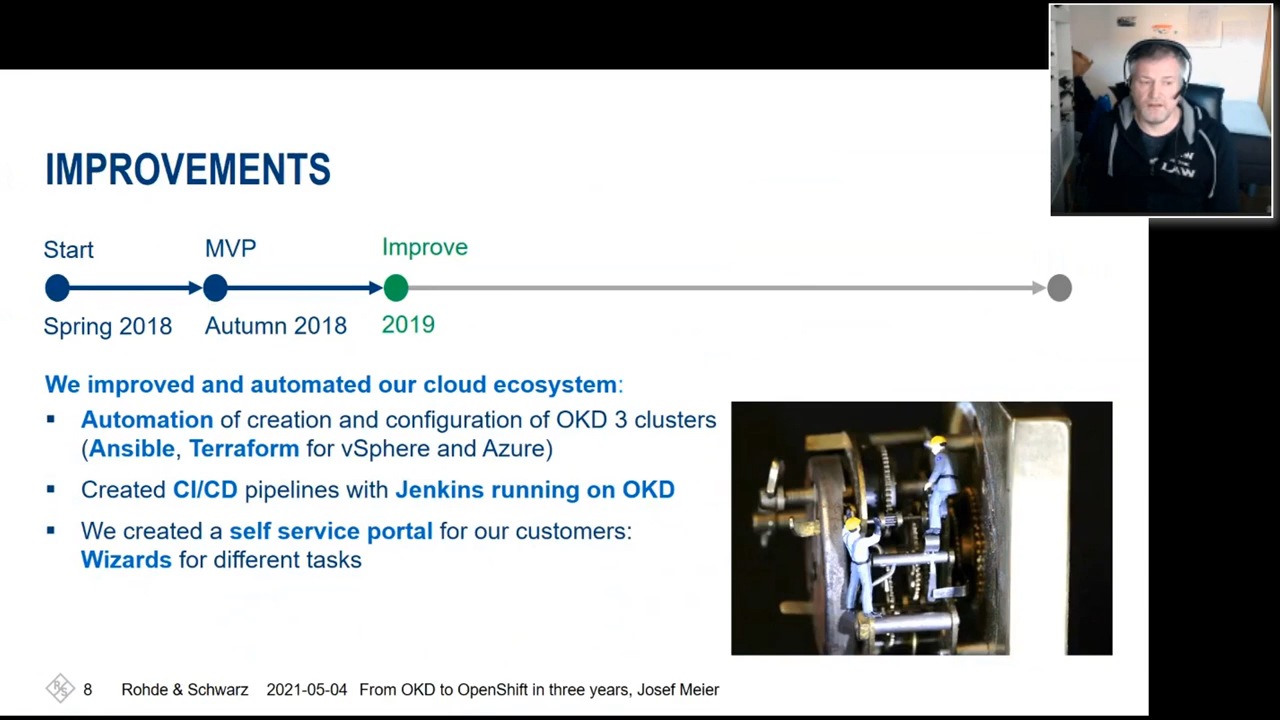 IMPROVEMENTS
Start
MVP
Improve
Spring 2018
Autumn 2018
2019
We improved and automated our cloud ecosystem:
▪ Automation of creation and configuration of OKD 3 clusters
(Ansible, Terraform for vSphere and Azure)
▪ Created CI/CD pipelines with Jenkins running on OKD
▪ We created a self service portal for our customers:
Wizards for different tasks
R&S
8 Rohde & Schwarz 2021-05-04 From OKD to OpenShift in three years, Josef Meier
LAW